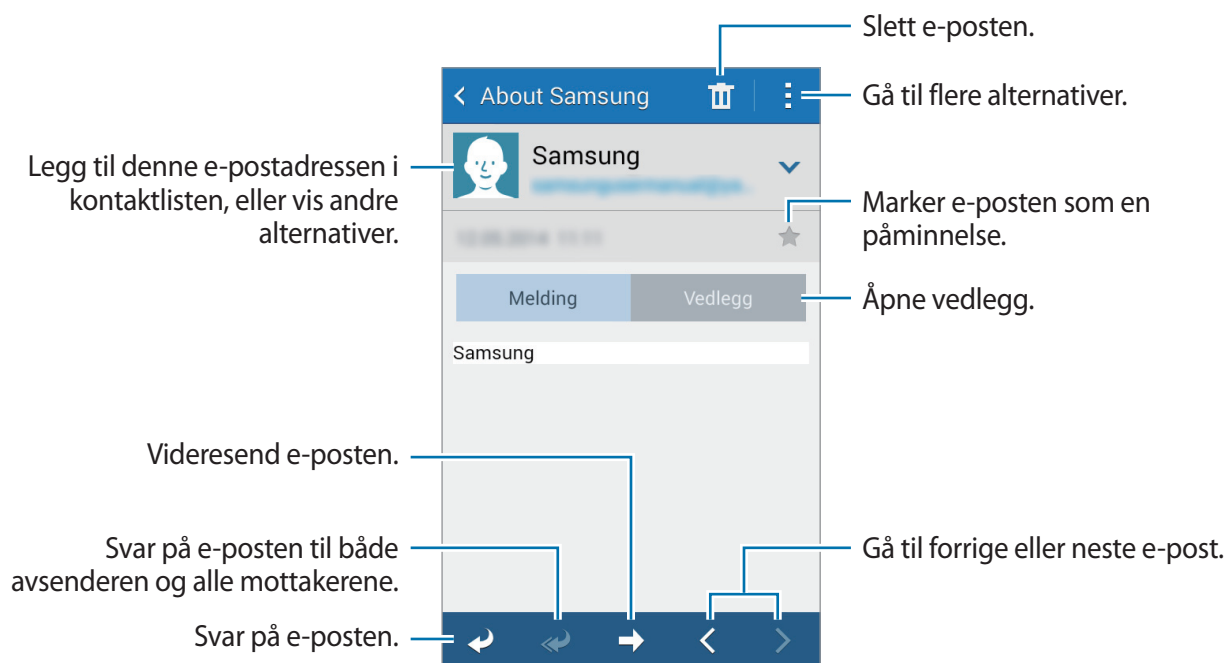 Slett e-posten.
About Samsung
Gå til flere alternativer.
Legg til denne e-postadressen i
kontaktlisten, eller vis andre
alternativer.
Samsung
Marker e-posten som en
påminnelse.
Melding
Vedlegg
Åpne vedlegg.
Samsung
Videresend e-posten.
Svar på e-posten til både
avsenderen og alle mottakerene.
Gå til forrige eller neste e-post.
Svar på e-posten.